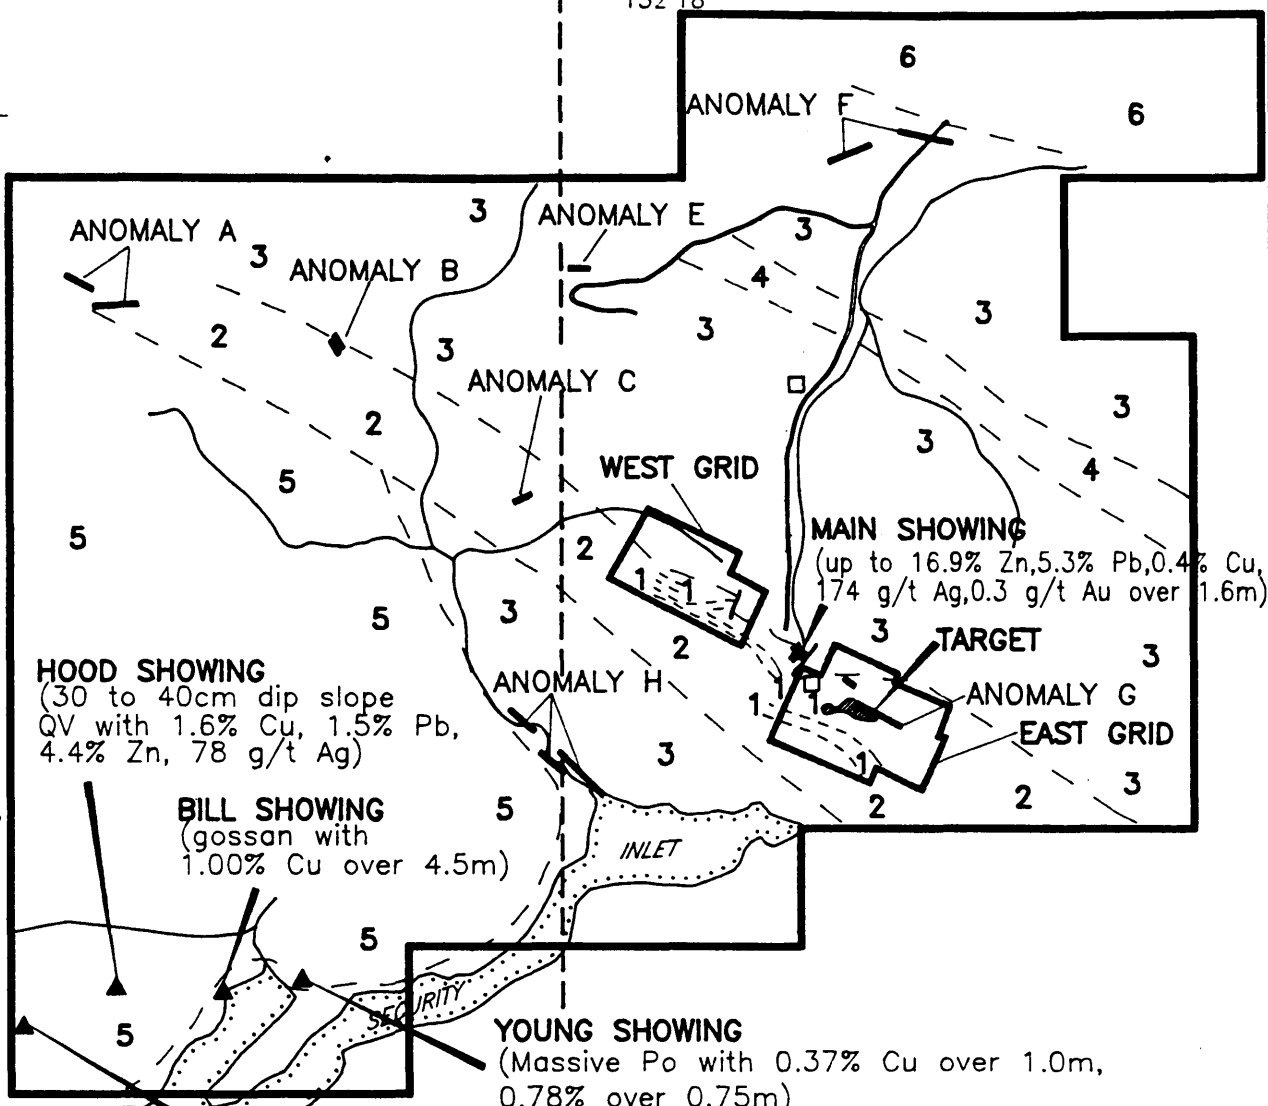 6
ANOMALY F
6
3
ANOMALY E
ANOMALY A
3
3
ANOMALY B
4
3
2
3
3
ANOMALY C
3
2
3
4
WEST GRID
5
5
MAIN SHOWING
2
(up to 16.9% Zn,5.3% Pb,0.4% Cu,
174 g/t Ag,0.3 g/t Au over 1.6m)
1
1
1
3
5
3
TARGET
2
3
HOOD SHOWING
(30 to 40cm dip slope
QV with 1.6% Cu, 1.5% Pb,
4.4% Zn, 78 g/t Ag)
ANOMALY H
ANOMALY G
1
1
EAST GRID
3
1
3
2
2
BILL SHOWING
(gossan with
1.00% Cu over 4.5m)
5
INLET
5
SECURITY
5
YOUNG SHOWING
(Massive Po with 0.37% Cu over 1.0m,
0.78% over 0.75m)